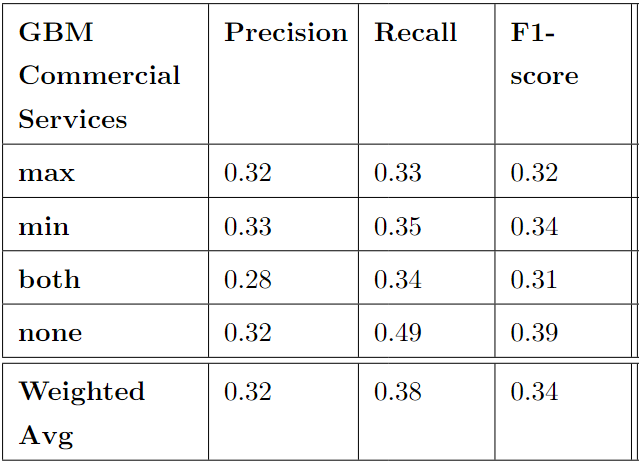 GBM Commercial Services Precision Recall F1-score
max 0.32 0.33 0.32
min 0.33 0.35 0.34
both 0.28 0.34 0.31
none 0.32 0.49 0.39
Weighted Avg 0.32 0.38 0.34